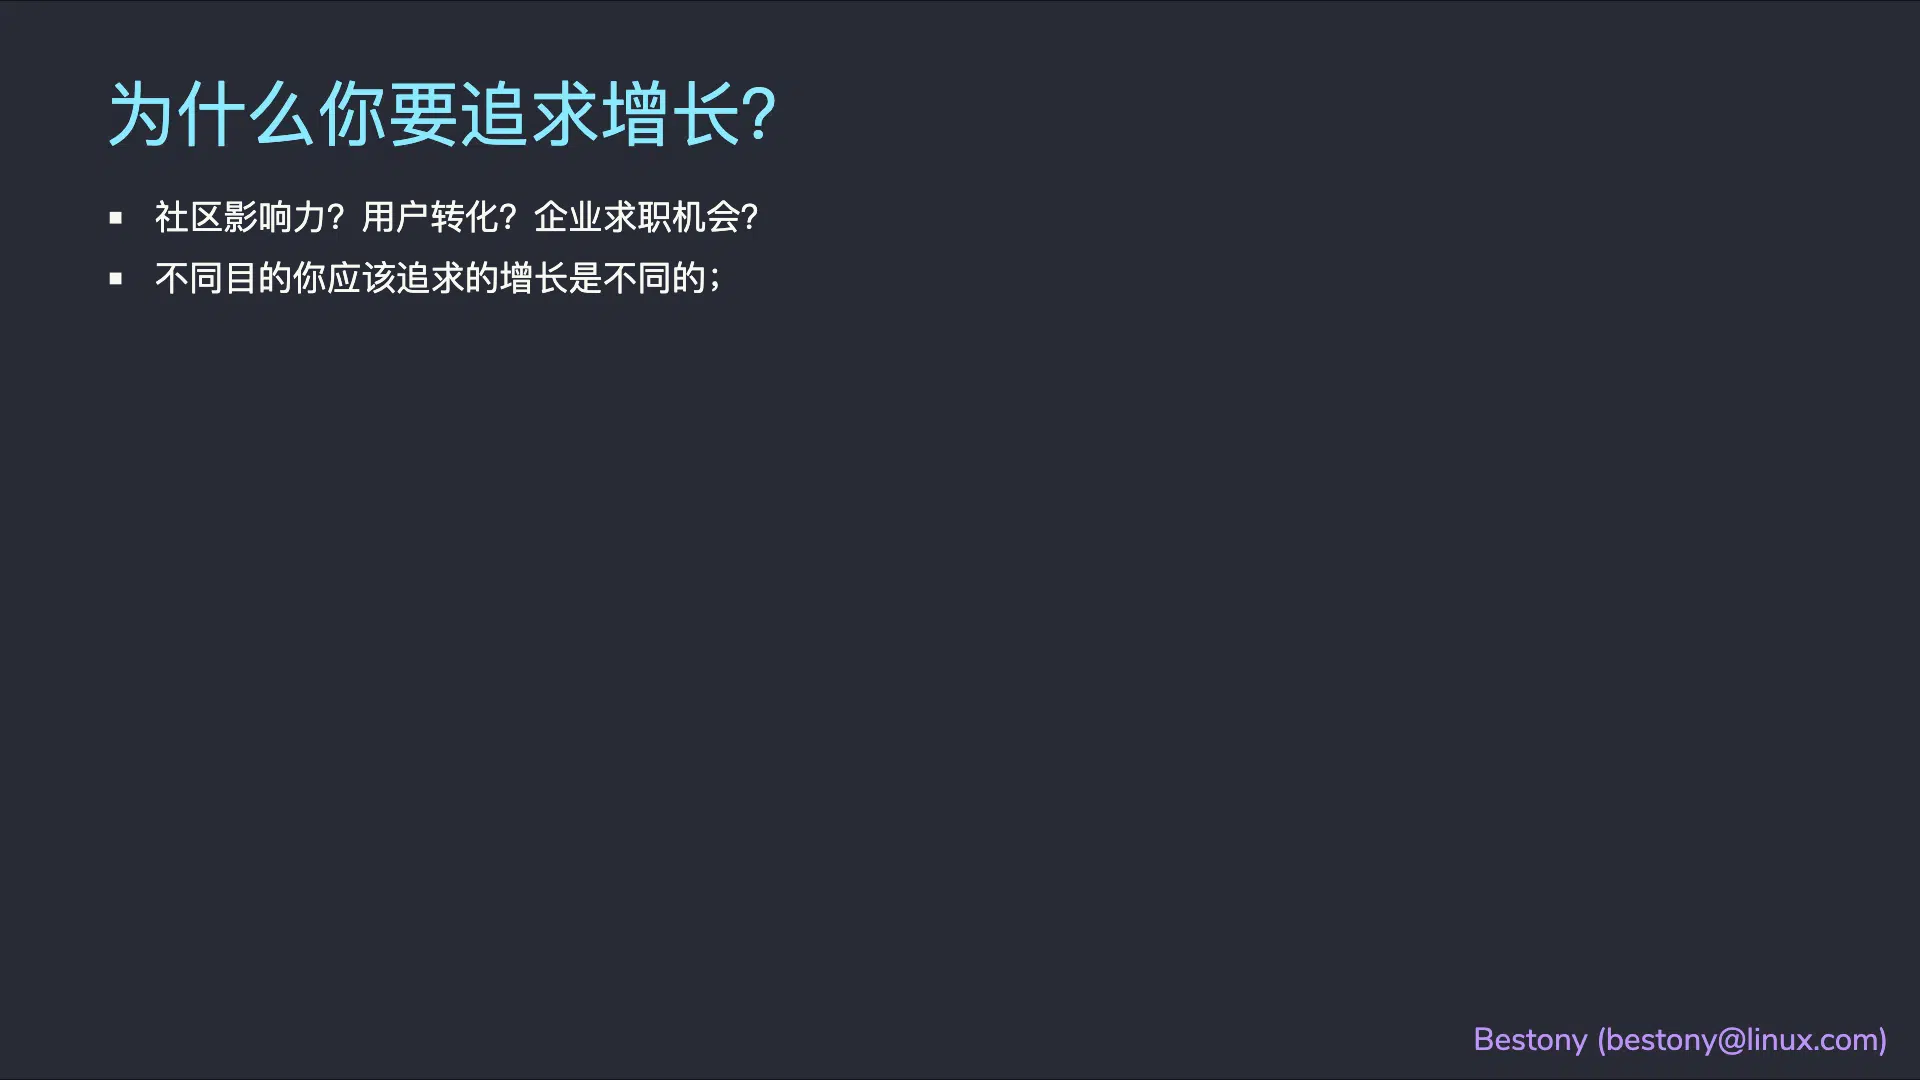 为什么你要追求增长？
▪ 社区影响力？用户转化？企业求职机会？
▪ 不同目的你应该追求的增长是不同的；
Bestony (bestony@linux.com)